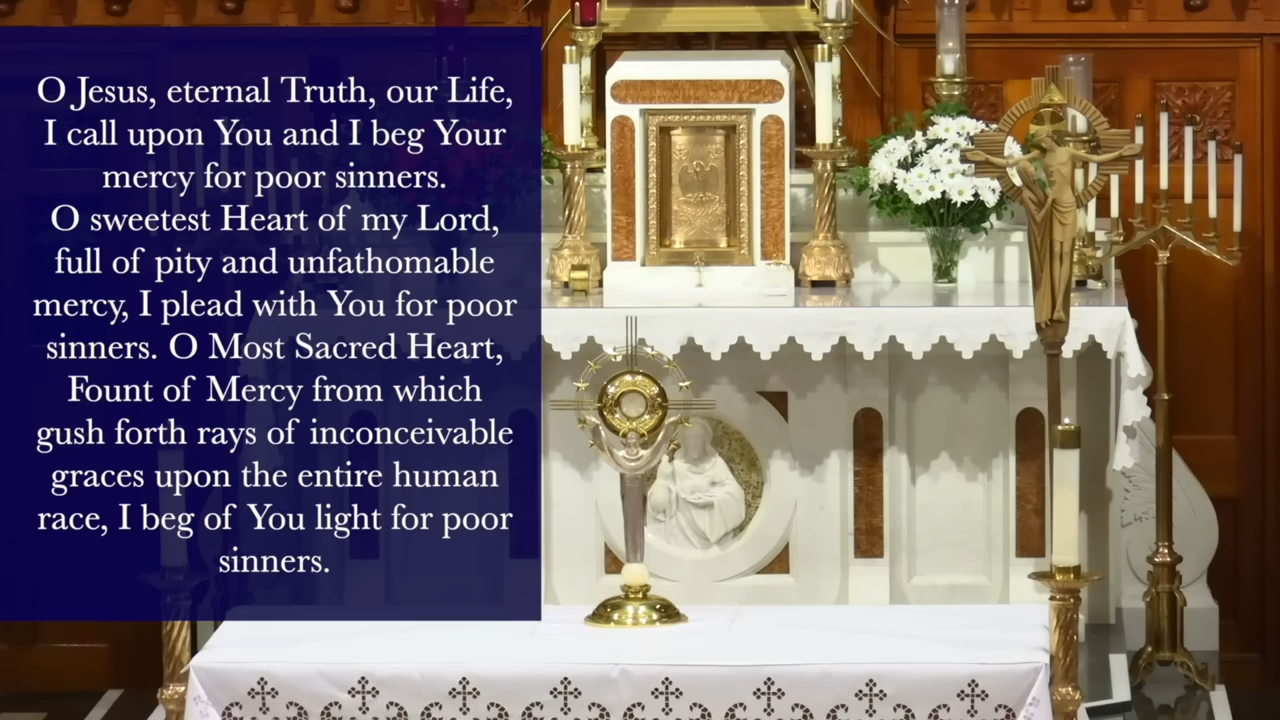 O Jesus, eternal Truth, our Life,
I call upon You and I beg Your
mercy for poor sinners.
O sweetest Heart of my Lord,
full of pity and unfathomable
mercy, I plead with You for poor
sinners. O Most Sacred Heart,
Fount of Mercy from which
gush forth rays of inconceivable
graces upon the entire human
race, I beg of You light for poor
sinners.